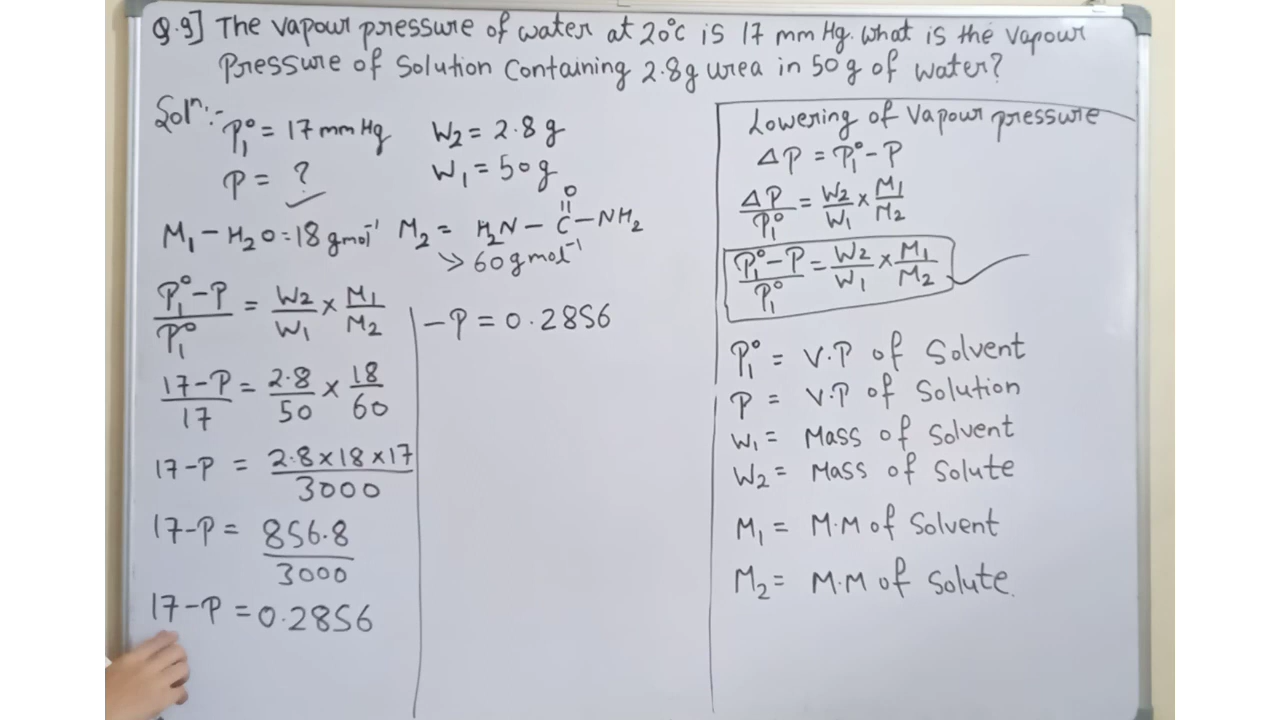 Q.9] The vapour pressure of water at 20°C is 17 mm Hg. what is the vapour
Pressure of Solution Containing 2.8g urea in 50g of water?
Solⁿ:-
P₁° = 17 mm Hg
W₂ = 2.8 g
P = ?
W₁ = 50 g
M₁ – H₂O = 18 gmol⁻¹
M₂ = H₂N – C – NH₂
O
→ 60 gmol⁻¹
P₁° – P / P₁° = W₂ / W₁ × M₁ / M₂
17 – P / 17 = 2.8 / 50 × 18 / 60
17 – P = 2.8 × 18 × 17 / 3000
17 – P = 856.8 / 3000
17 – P = 0.2856
– P = 0.2856
Lowering of Vapour pressure
ΔP = P₁° – P
ΔP / P₁° = W₂ / W₁ × M₁ / M₂
P₁° – P / P₁° = W₂ / W₁ × M₁ / M₂
P₁° = V.P of Solvent
P = V.P of Solution
W₁ = Mass of Solvent
W₂ = Mass of Solute
M₁ = M.M of Solvent
M₂ = M.M of Solute.